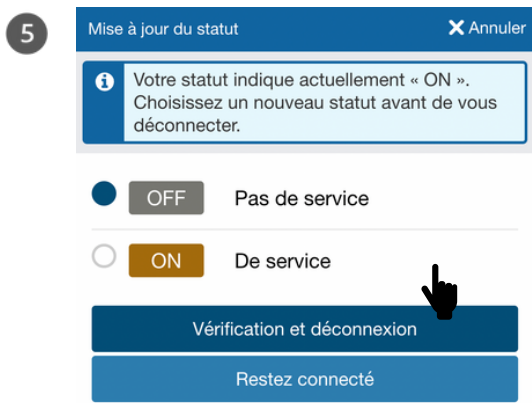 5
Mise à jour du statut
X Annuler
Votre statut indique actuellement « ON ».
Choisissez un nouveau statut avant de vous
déconnecter.
OFF Pas de service
ON De service
Vérification et déconnexion
Restez connecté